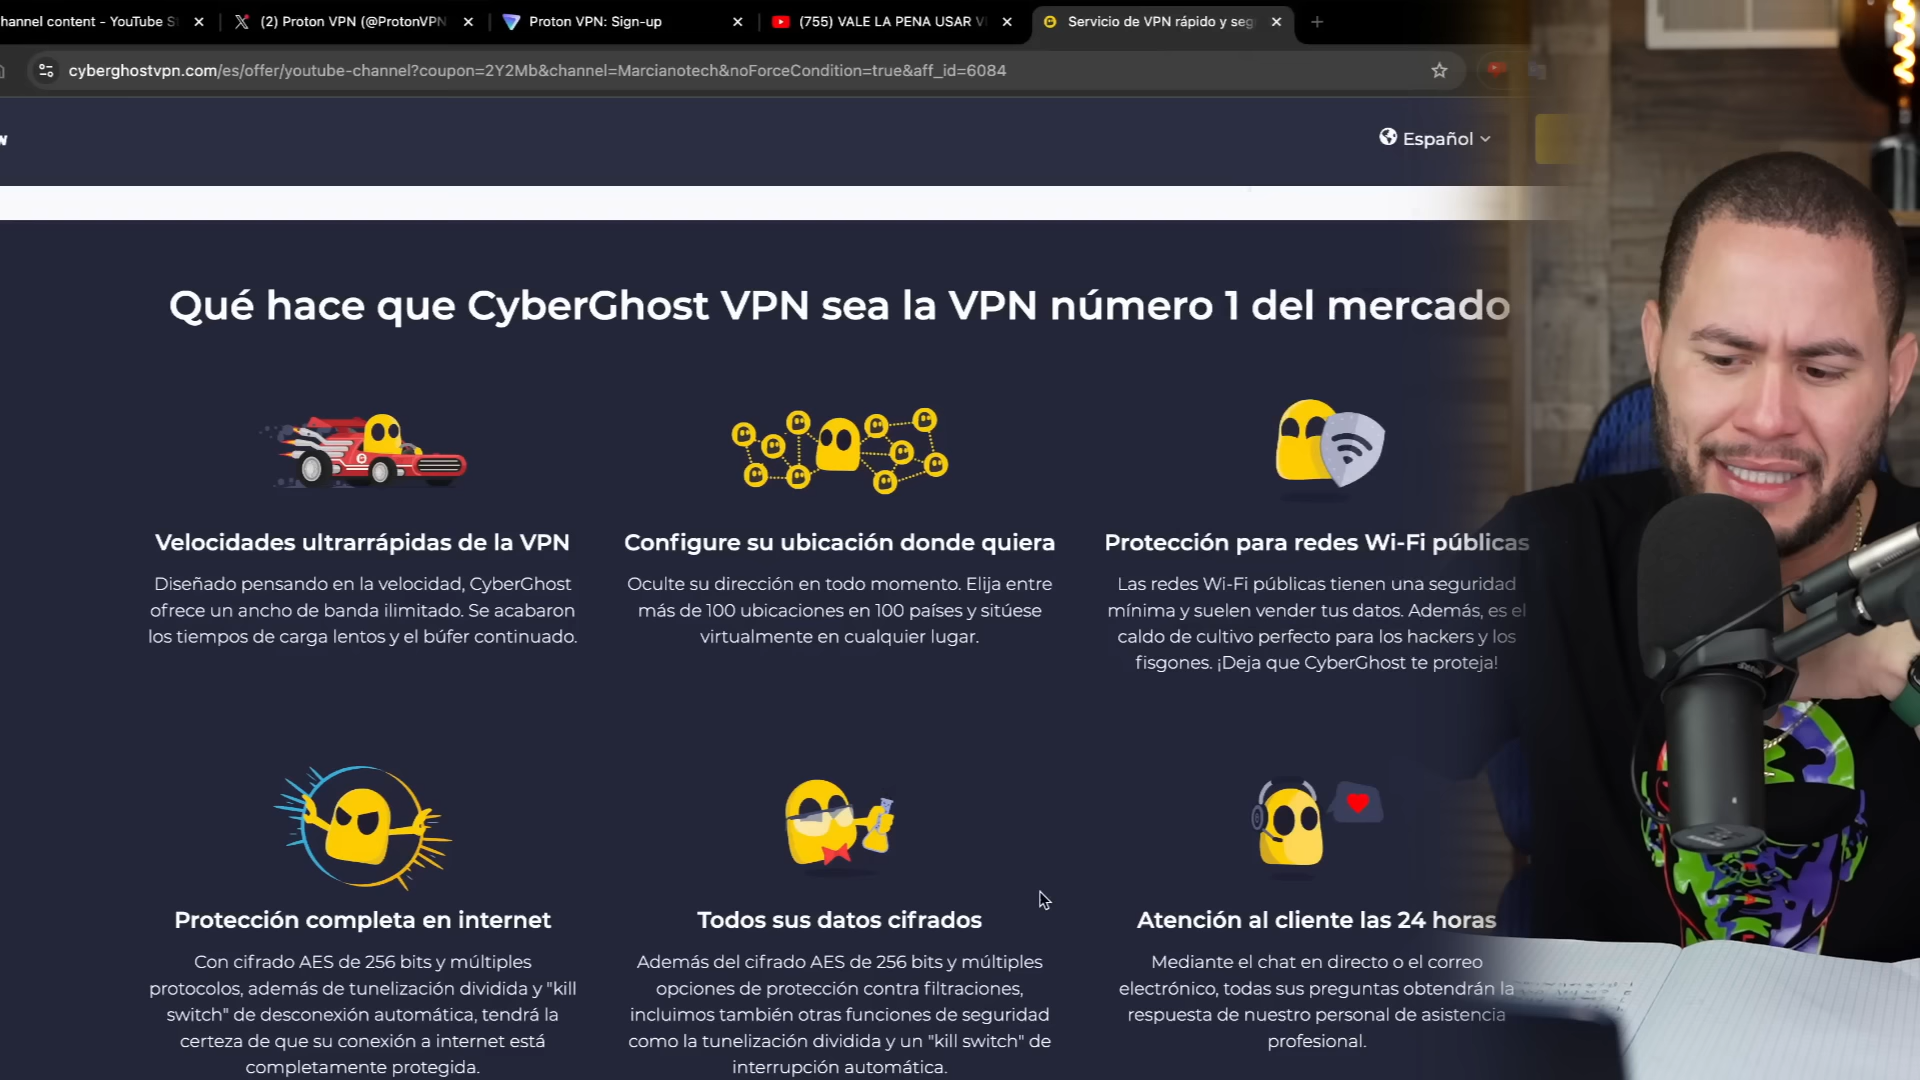 hannel content - YouTube S
(2) Proton VPN (@ProtonVPN
Proton VPN: Sign-up
(755) VALE LA PENA USAR V
Servicio de VPN rápido y seg
cyberghostvpn.com/es/offer/youtube-channel?coupon=2Y2Mb&channel=Marcianotech&noForceCondition=true&aff_id=6084
Español
Qué hace que CyberGhost VPN sea la VPN número 1 del mercado
Velocidades ultrarrápidas de la VPN
Diseñado pensando en la velocidad, CyberGhost
ofrece un ancho de banda ilimitado. Se acabaron
los tiempos de carga lentos y el búfer continuado.
Configure su ubicación donde quiera
Oculte su dirección en todo momento. Elija entre
más de 100 ubicaciones en 100 países y sitúese
virtualmente en cualquier lugar.
Protección para redes Wi-Fi públicas
Las redes Wi-Fi públicas tienen una seguridad
mínima y suelen vender tus datos. Además, es el
caldo de cultivo perfecto para los hackers y los
fisgones. ¡Deja que CyberGhost te proteja!
Protección completa en internet
Con cifrado AES de 256 bits y múltiples
protocolos, además de tunelización dividida y "kill
switch" de desconexión automática, tendrá la
certeza de que su conexión a internet está
completamente protegida.
Todos sus datos cifrados
Además del cifrado AES de 256 bits y múltiples
opciones de protección contra filtraciones,
incluimos también otras funciones de seguridad
como la tunelización dividida y un "kill switch" de
interrupción automática.
Atención al cliente las 24 horas
Mediante el chat en directo o el correo
electrónico, todas sus preguntas obtendrán la
respuesta de nuestro personal de asistencia
profesional.